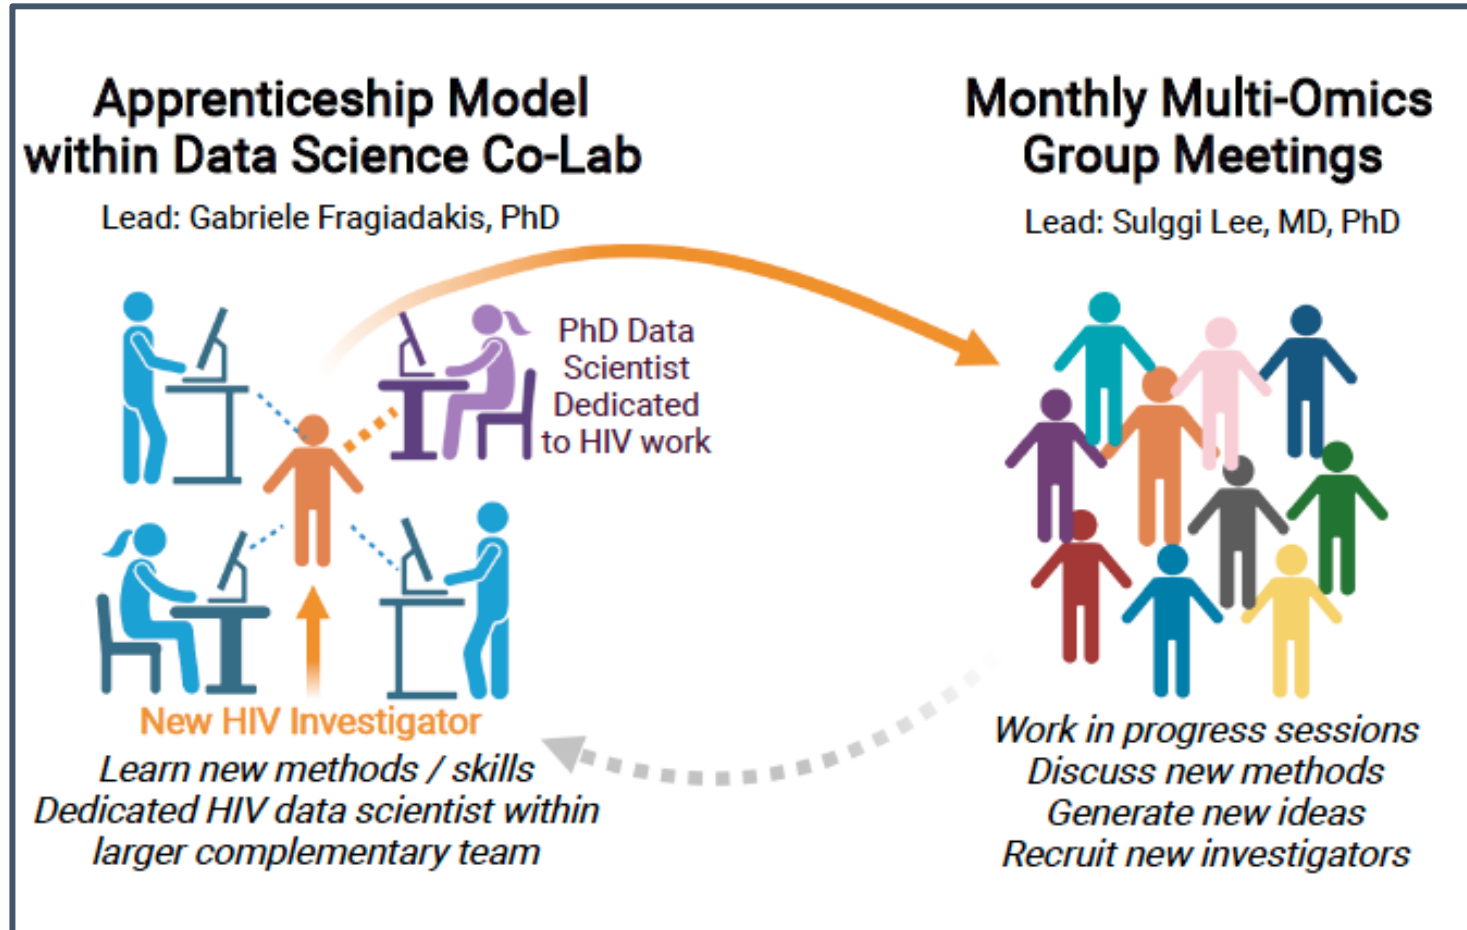 Apprenticeship Model
within Data Science Co-Lab
Lead: Gabriele Fragiadakis, PhD
PhD Data
Scientist
Dedicated
to HIV work
New HIV Investigator
Learn new methods / skills
Dedicated HIV data scientist within
larger complementary team
Monthly Multi-Omics
Group Meetings
Lead: Sulggi Lee, MD, PhD
Work in progress sessions
Discuss new methods
Generate new ideas
Recruit new investigators